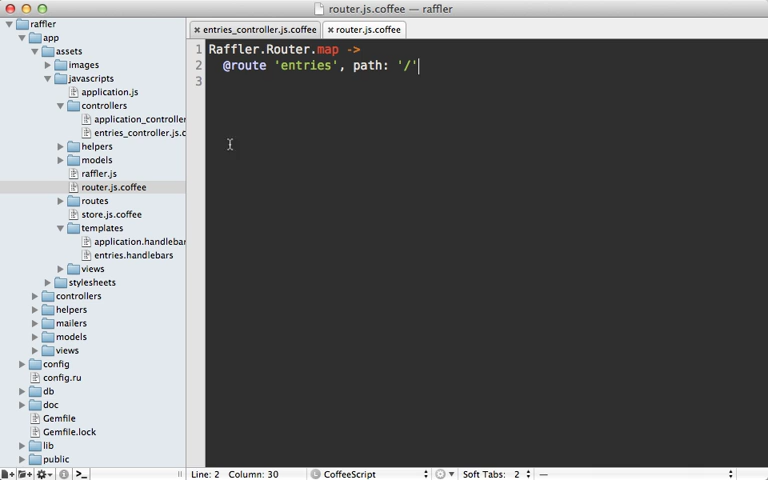 router.js.coffee — raffler
raffler
app
assets
images
javascripts
application.js
controllers
application_controller
entries_controller.js.c
helpers
models
raffler.js
router.js.coffee
routes
store.js.coffee
templates
application.handlebar
entries.handlebars
views
stylesheets
controllers
helpers
mailers
models
views
config
config.ru
db
doc
Gemfile
Gemfile.lock
lib
public
entries_controller.js.coffee
router.js.coffee
1 Raffler.Router.map ->
2 @route 'entries', path: '/'
3
Line: 2 Column: 30
CoffeeScript
Soft Tabs: 2
—